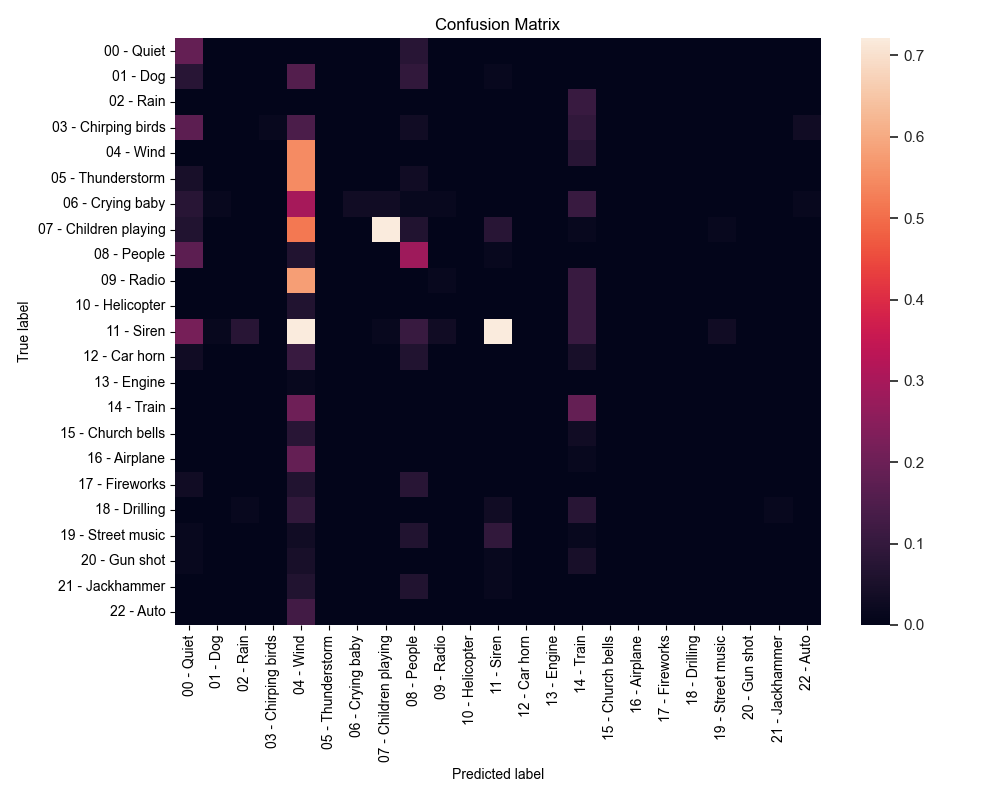 Confusion Matrix
True label
00 - Quiet
01 - Dog
02 - Rain
03 - Chirping birds
04 - Wind
05 - Thunderstorm
06 - Crying baby
07 - Children playing
08 - People
09 - Radio
10 - Helicopter
11 - Siren
12 - Car horn
13 - Engine
14 - Train
15 - Church bells
16 - Airplane
17 - Fireworks
18 - Drilling
19 - Street music
20 - Gun shot
21 - Jackhammer
22 - Auto
0.7
0.6
0.5
0.4
0.3
0.2
0.1
0.0
00 - Quiet
01 - Dog
02 - Rain
03 - Chirping birds
04 - Wind
05 - Thunderstorm
06 - Crying baby
07 - Children playing
08 - People
09 - Radio
10 - Helicopter
11 - Siren
12 - Car horn
13 - Engine
14 - Train
15 - Church bells
16 - Airplane
17 - Fireworks
18 - Drilling
19 - Street music
20 - Gun shot
21 - Jackhammer
22 - Auto
Predicted label